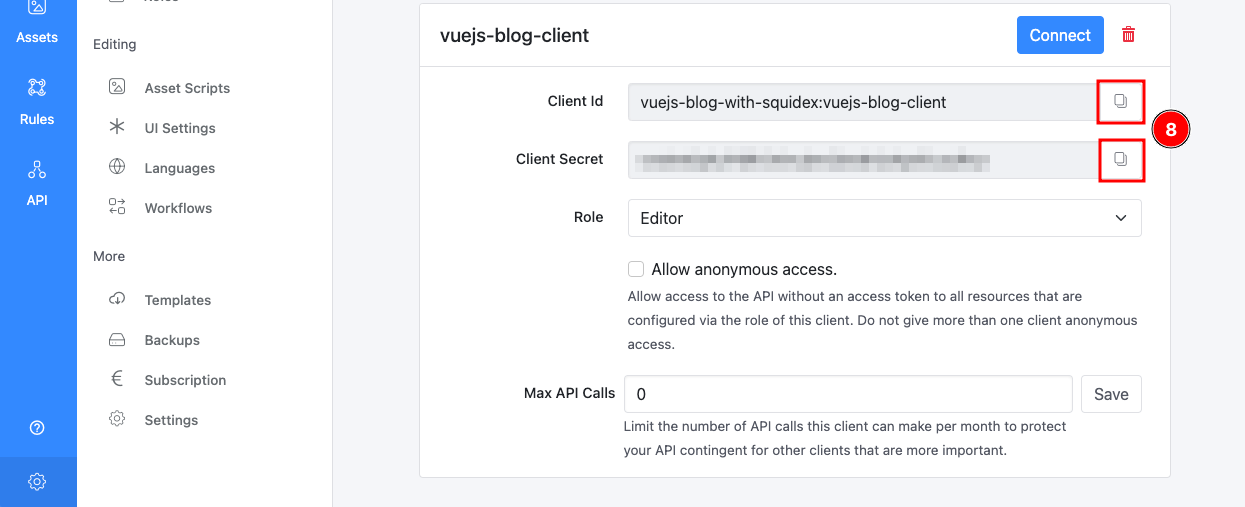 Assets
Rules
API
Editing
Asset Scripts
UI Settings
Languages
Workflows
More
Templates
Backups
Subscription
Settings
vuejs-blog-client
Connect
Client Id
vuejs-blog-with-squidex:vuejs-blog-client
8
Client Secret
Role
Editor
Allow anonymous access.
Allow access to the API without an access token to all resources that are
configured via the role of this client. Do not give more than one client anonymous
access.
Max API Calls
0
Save
Limit the number of API calls this client can make per month to protect
your API contingent for other clients that are more important.